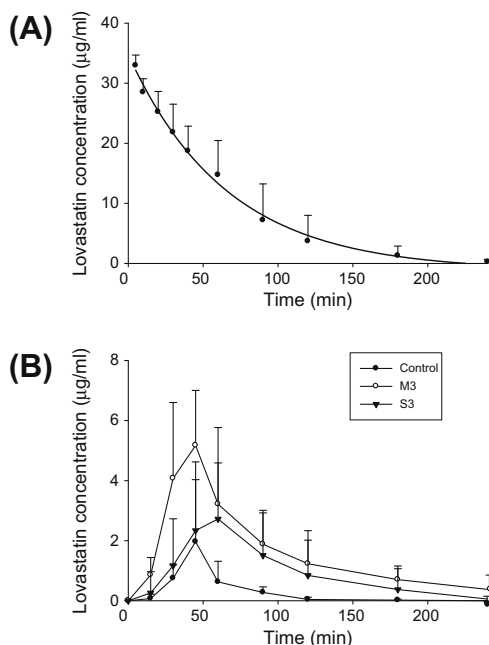 (A)
Lovastatin concentration (µg/ml)
40
30
20
10
0
0 50 100 150 200
Time (min)
(B)
Lovastatin concentration (µg/ml)
8
6
4
2
0
Control
M3
S3
0 50 100 150 200
Time (min)